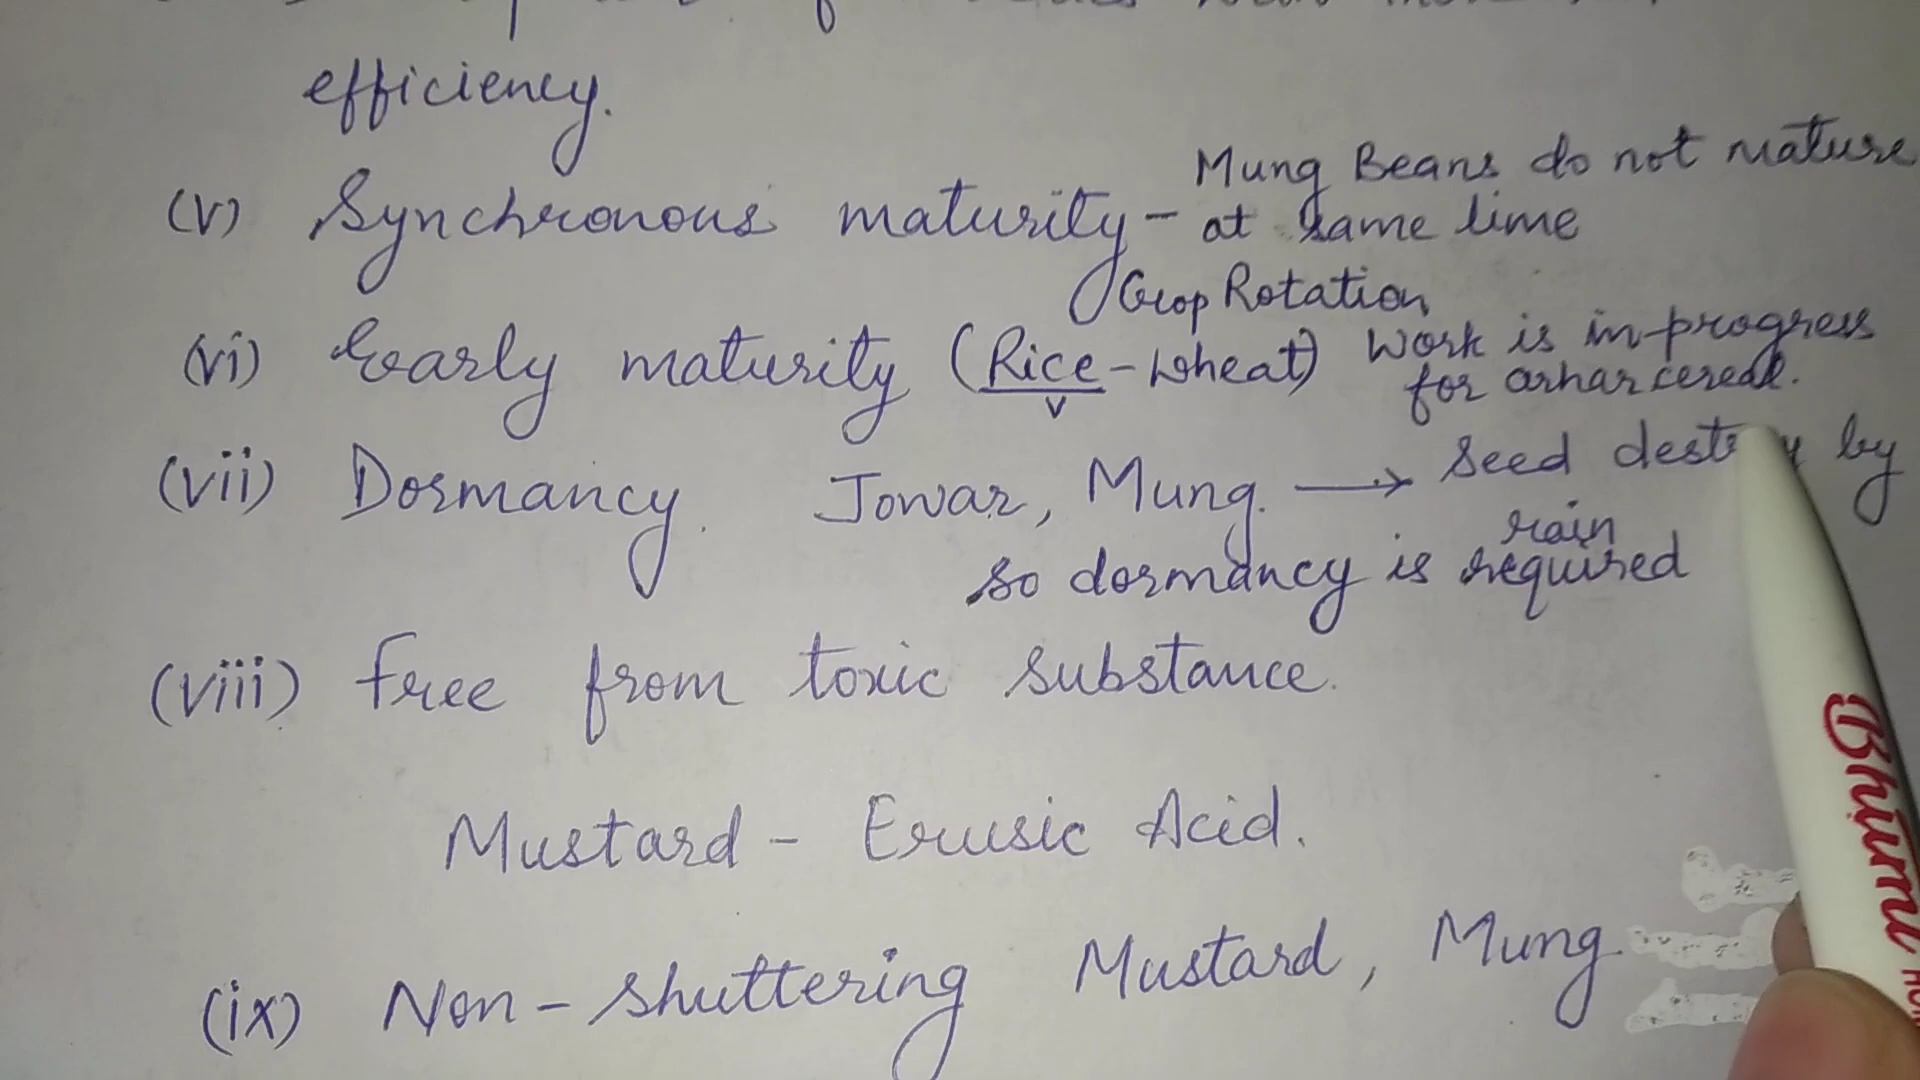 efficiency.
(v) Synchronous maturity - Mung Beans do not mature
at same time
Crop Rotation
(vi) Early maturity (Rice - wheat) Work is in-progress
for arhar cereal.
(vii) Dormancy. Jowar, Mung. → Seed destroy by
rain
so dormancy is required
(viii) free from toxic substance.
Mustard - Erusic Acid.
(ix) Non - shuttering Mustard, Mung
Bhumi